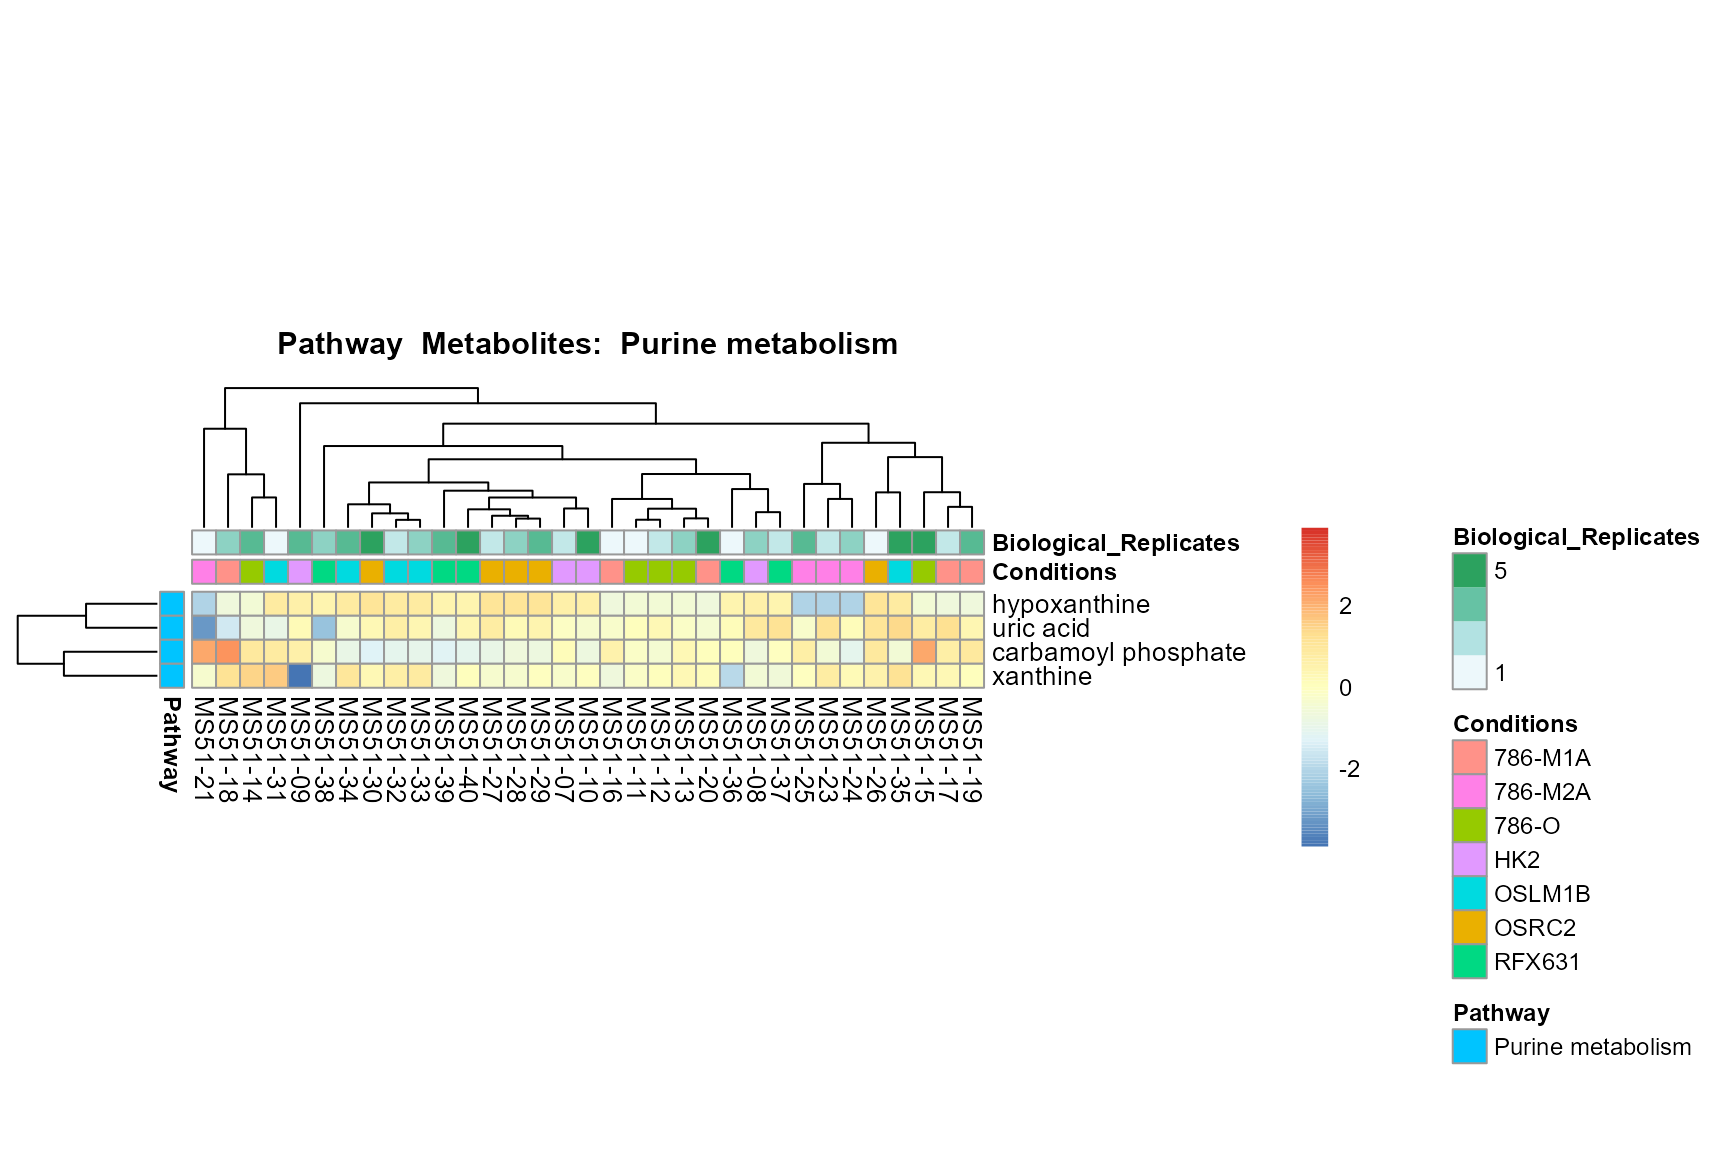 Pathway Metabolites: Purine metabolism
Biological_Replicates
Conditions
hypoxanthine
uric acid
carbamoyl phosphate
xanthine
Pathway
MS51-21
MS51-18
MS51-14
MS51-31
MS51-09
MS51-38
MS51-34
MS51-30
MS51-32
MS51-33
MS51-39
MS51-40
MS51-27
MS51-28
MS51-29
MS51-07
MS51-10
MS51-16
MS51-11
MS51-12
MS51-13
MS51-20
MS51-36
MS51-08
MS51-37
MS51-25
MS51-23
MS51-24
MS51-26
MS51-35
MS51-15
MS51-17
MS51-19
2
0
-2
Biological_Replicates
5
1
Conditions
786-M1A
786-M2A
786-O
HK2
OSLM1B
OSRC2
RFX631
Pathway
Purine metabolism